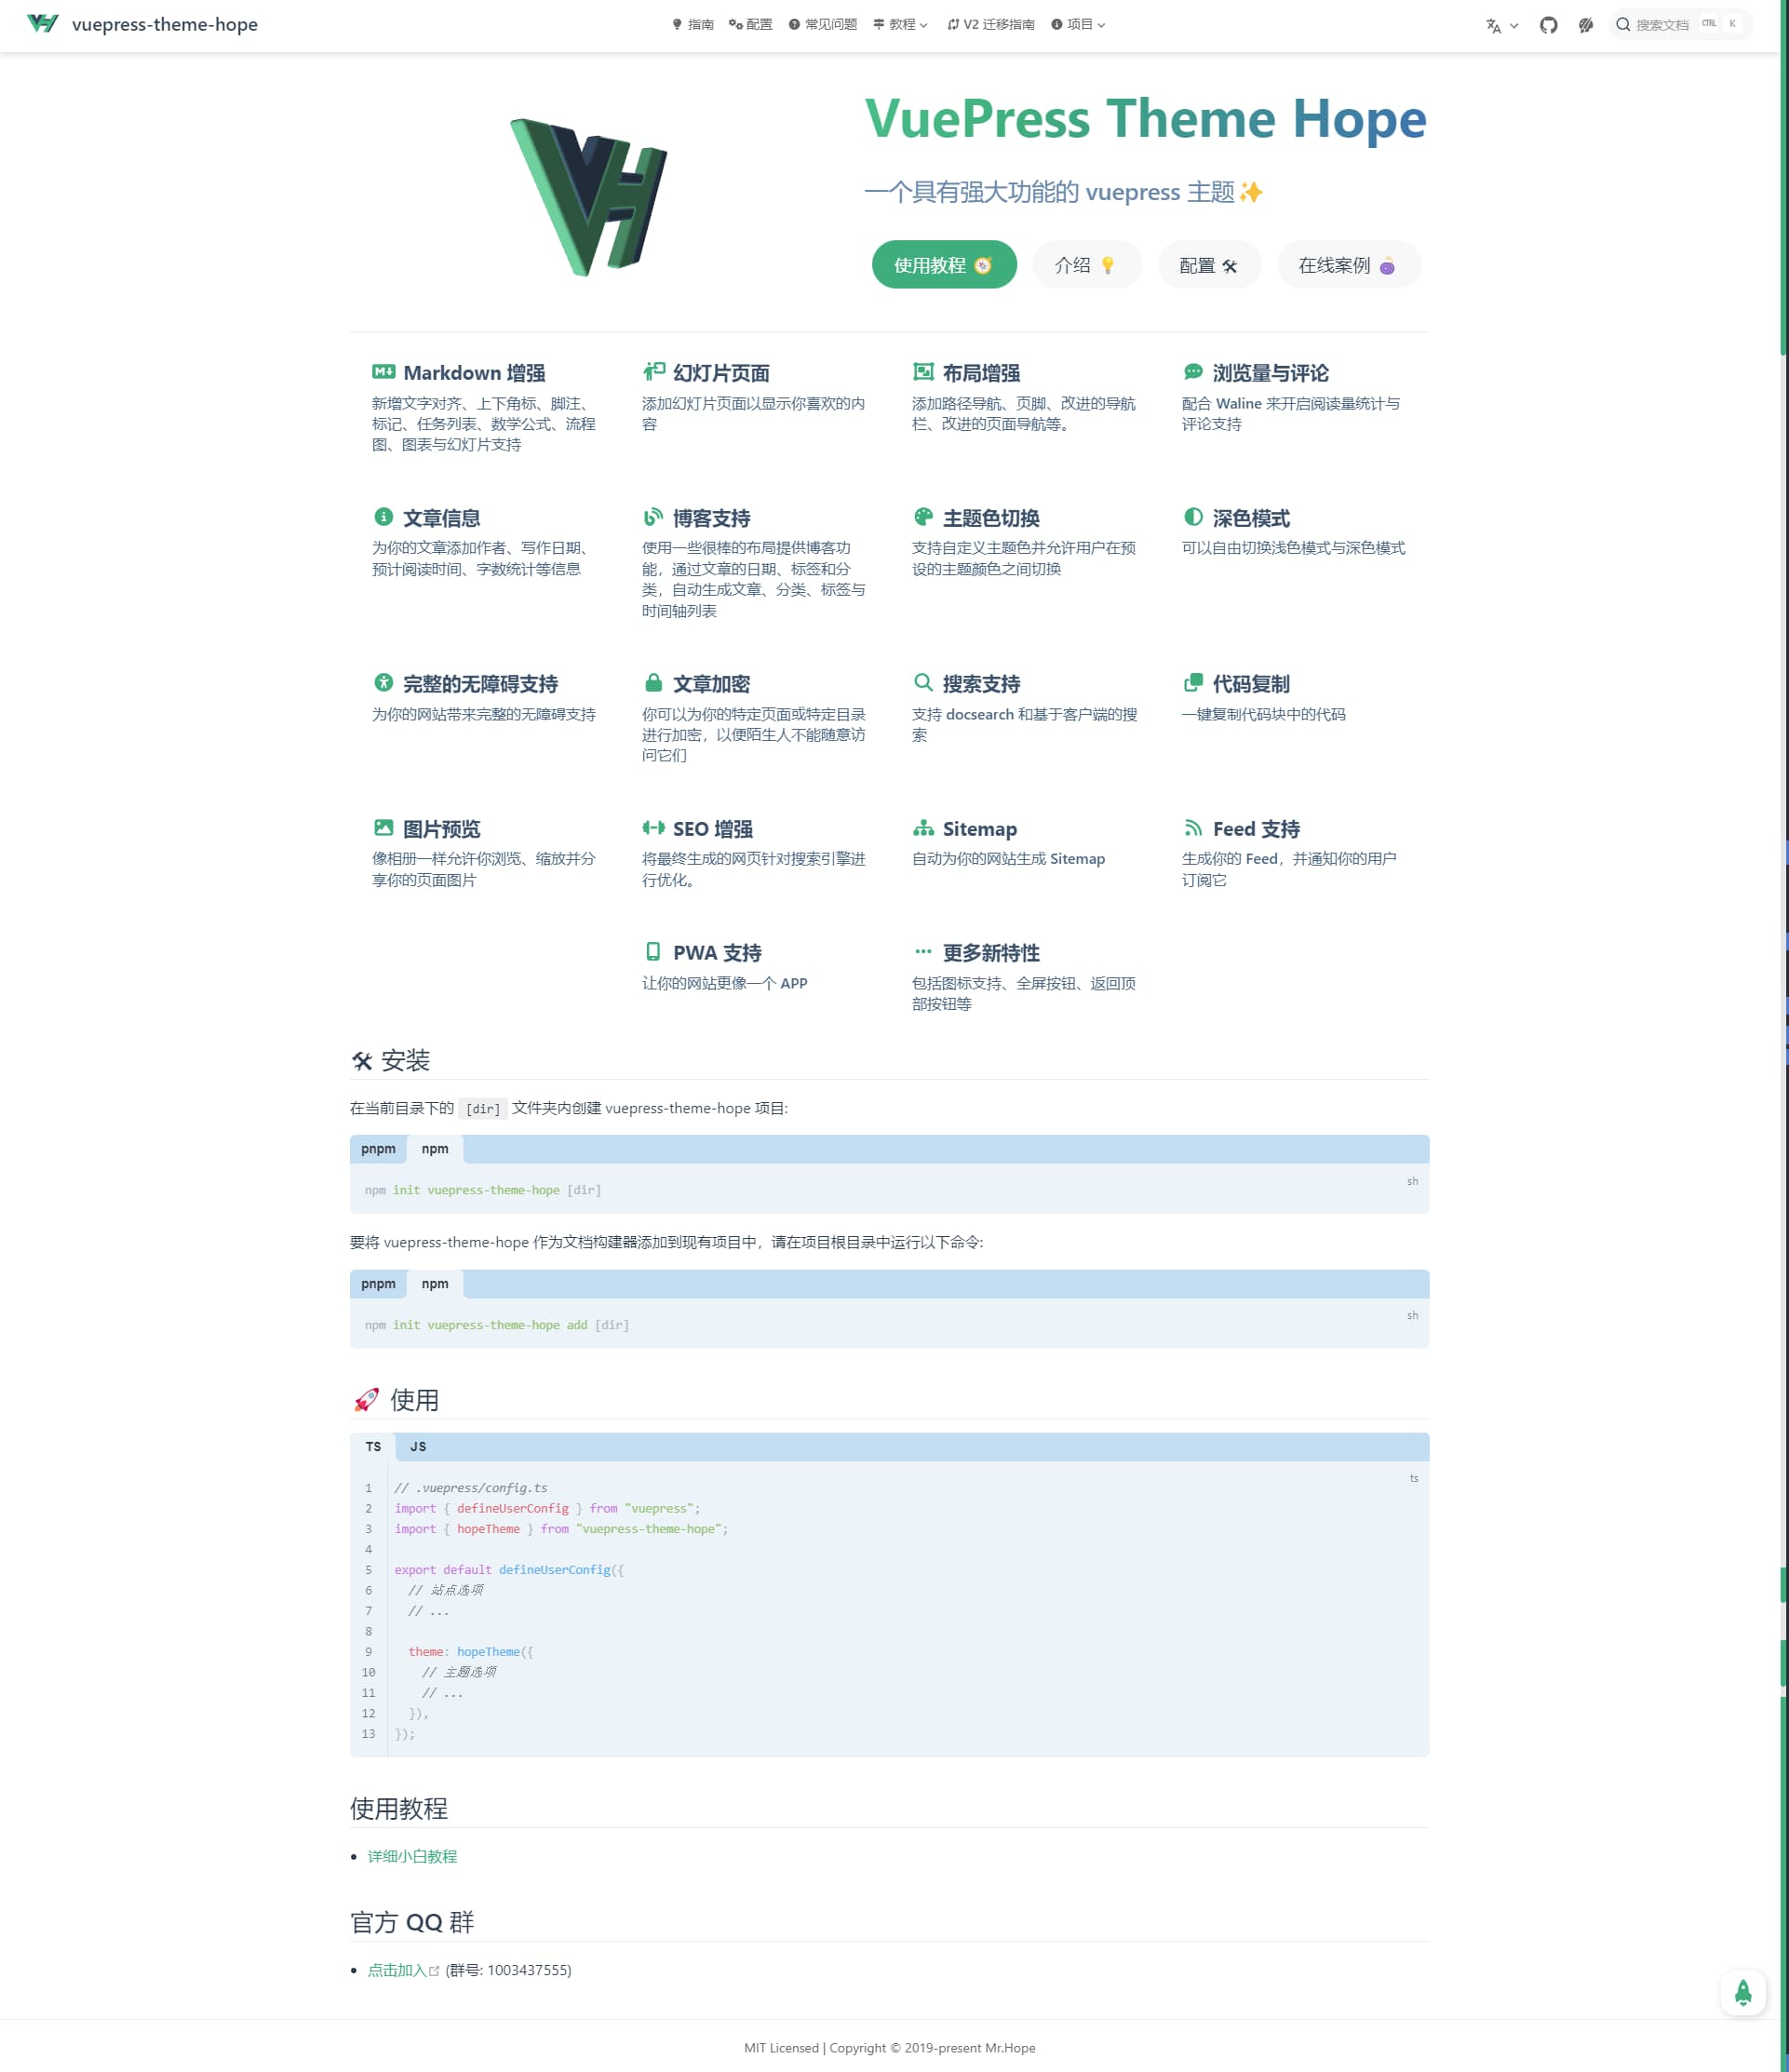 vuepress-theme-hope
指南
配置
常见问题
教程
V2 迁移指南
项目
搜索文档 CTRL K
VuePress Theme Hope
一个具有强大功能的 vuepress 主题✨
使用教程 🧭
介绍 💡
配置 🛠
在线案例
Markdown 增强
新增文字对齐、上下角标、脚注、
标记、任务列表、数学公式、流程
图、图表与幻灯片支持
幻灯片页面
添加幻灯片页面以显示你喜欢的内
容
布局增强
添加路径导航、页脚、改进的导航
栏、改进的页面导航等。
浏览量与评论
配合 Waline 来开启阅读量统计与
评论支持
文章信息
为你的文章添加作者、写作日期、
预计阅读时间、字数统计等信息
博客支持
使用一些很棒的布局提供博客功
能，通过文章的日期、标签和分
类，自动生成文章、分类、标签与
时间轴列表
主题色切换
支持自定义主题色并允许用户在预
设的主题颜色之间切换
深色模式
可以自由切换浅色模式与深色模式
完整的无障碍支持
为你的网站带来完整的无障碍支持
文章加密
你可以为你的特定页面或特定目录
进行加密，以便陌生人不能随意访
问它们
搜索支持
支持 docsearch 和基于客户端的搜
索
代码复制
一键复制代码块中的代码
图片预览
像相册一样允许你浏览、缩放并分
享你的页面图片
SEO 增强
将最终生成的网页针对搜索引擎进
行优化。
Sitemap
自动为你的网站生成 Sitemap
Feed 支持
生成你的 Feed，并通知你的用户
订阅它
PWA 支持
让你的网站更像一个 APP
更多新特性
包括图标支持、全屏按钮、返回顶
部按钮等
🛠 安装
在当前目录下的 [dir] 文件夹内创建 vuepress-theme-hope 项目:
pnpm npm
sh
npm init vuepress-theme-hope [dir]
要将 vuepress-theme-hope 作为文档构建器添加到现有项目中，请在项目根目录中运行以下命令:
pnpm npm
sh
npm init vuepress-theme-hope add [dir]
🚀 使用
TS JS
ts
1 // .vuepress/config.ts
2 import { defineUserConfig } from "vuepress";
3 import { hopeTheme } from "vuepress-theme-hope";
4
5 export default defineUserConfig({
6 // 站点选项
7 // ...
8
9 theme: hopeTheme({
10 // 主题选项
11 // ...
12 }),
13 });
使用教程
• 详细小白教程
官方 QQ 群
• 点击加入 (群号: 1003437555)
MIT Licensed | Copyright © 2019-present Mr.Hope